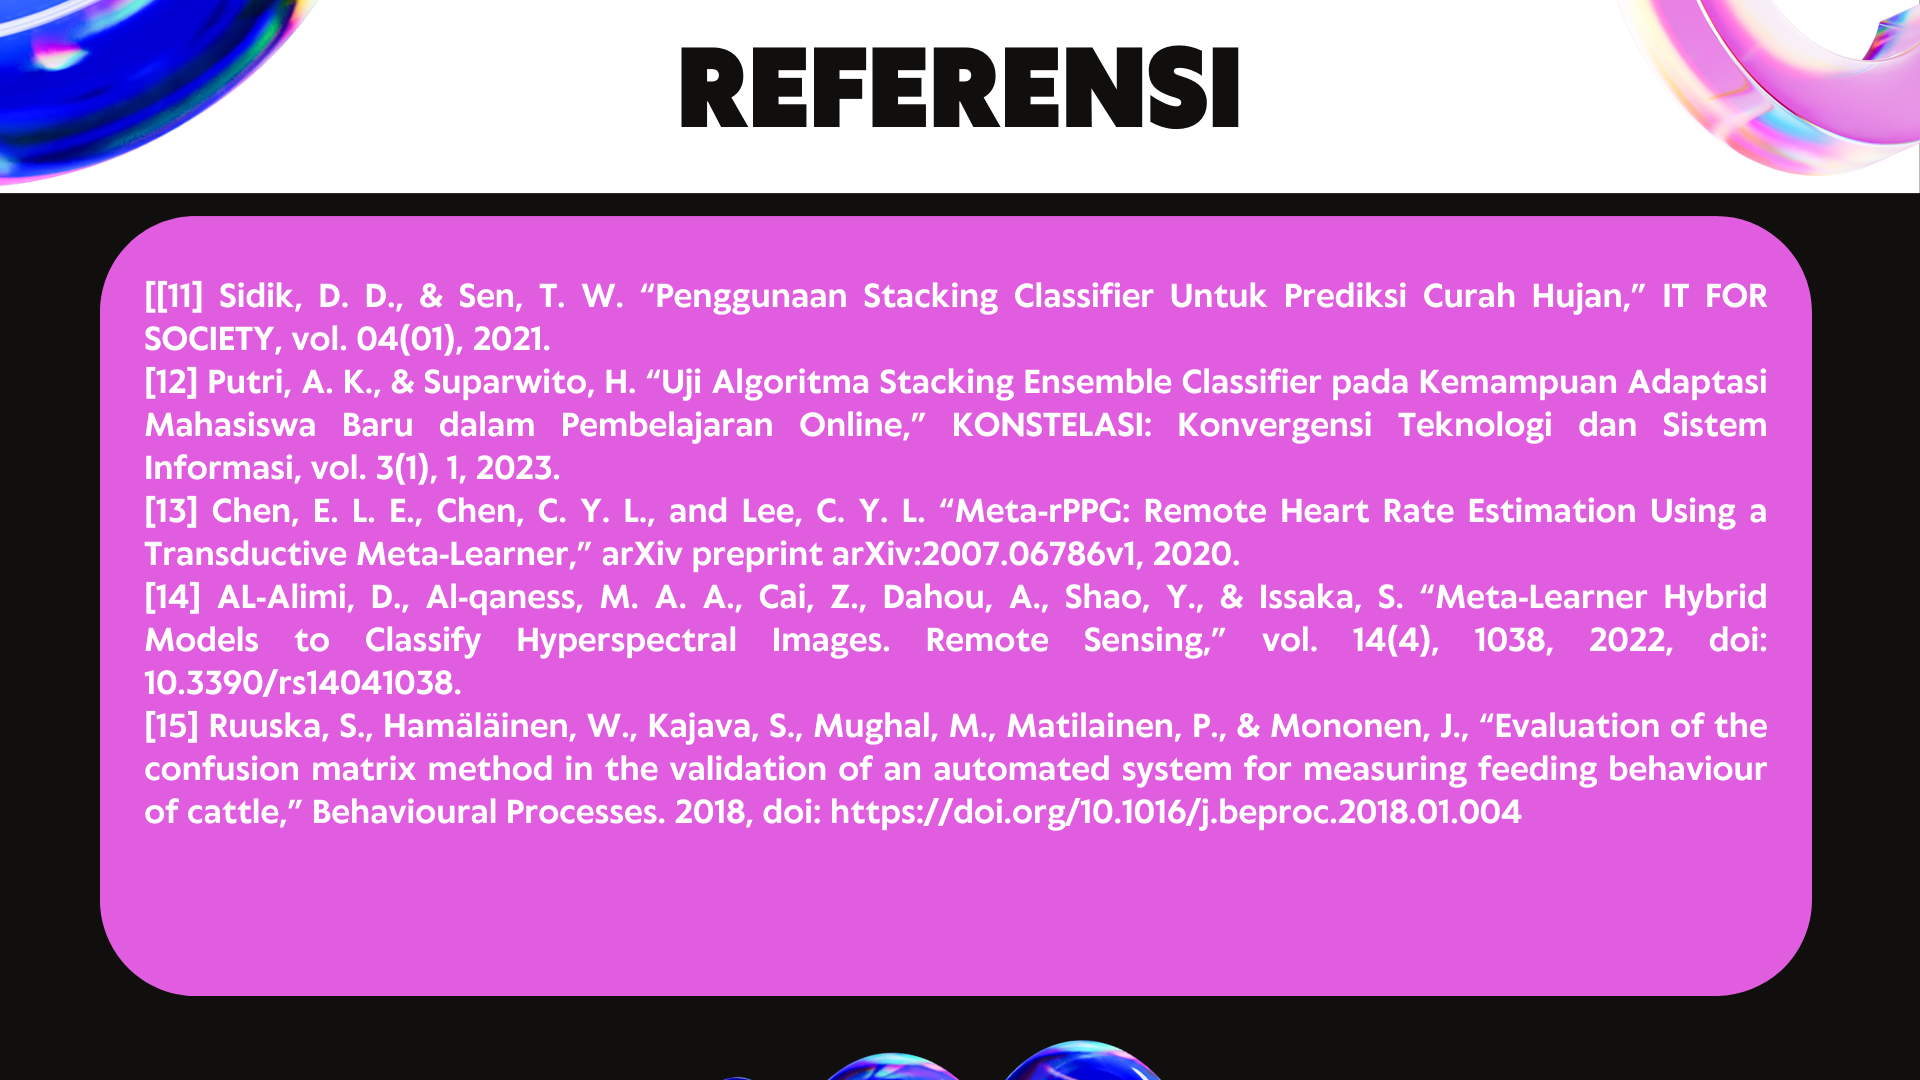 REFERENSI
[[11] Sidik, D. D., & Sen, T. W. “Penggunaan Stacking Classifier Untuk Prediksi Curah Hujan,” IT FOR
SOCIETY, vol. 04(01), 2021.
[12] Putri, A. K., & Suparwito, H. “Uji Algoritma Stacking Ensemble Classifier pada Kemampuan Adaptasi
Mahasiswa Baru dalam Pembelajaran Online,” KONSTELASI: Konvergensi Teknologi dan Sistem
Informasi, vol. 3(1), 1, 2023.
[13] Chen, E. L. E., Chen, C. Y. L., and Lee, C. Y. L. “Meta-rPPG: Remote Heart Rate Estimation Using a
Transductive Meta-Learner,” arXiv preprint arXiv:2007.06786v1, 2020.
[14] AL-Alimi, D., Al-qaness, M. A. A., Cai, Z., Dahou, A., Shao, Y., & Issaka, S. “Meta-Learner Hybrid
Models to Classify Hyperspectral Images. Remote Sensing,” vol. 14(4), 1038, 2022, doi:
10.3390/rs14041038.
[15] Ruuska, S., Hamäläinen, W., Kajava, S., Mughal, M., Matilainen, P., & Mononen, J., “Evaluation of the
confusion matrix method in the validation of an automated system for measuring feeding behaviour
of cattle,” Behavioural Processes. 2018, doi: https://doi.org/10.1016/j.beproc.2018.01.004